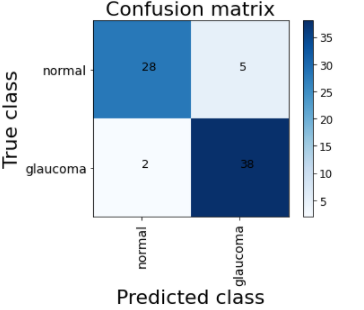 Confusion matrix
True class
normal
glaucoma
28
5
2
38
normal
glaucoma
Predicted class
35
30
25
20
15
10
5